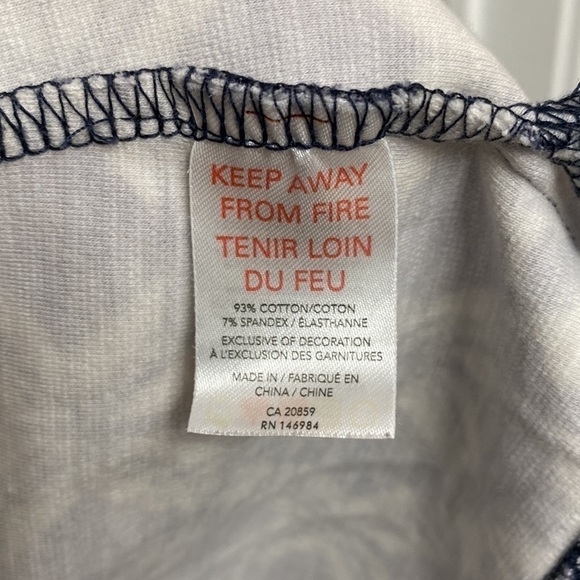 KEEP AWAY
FROM FIRE
TENIR LOIN
DU FEU
93% COTTON/COTON
7% SPANDEX / ÉLASTHANNE
EXCLUSIVE OF DECORATION
À L'EXCLUSION DES GARNITURES
MADE IN / FABRIQUÉ EN
CHINA / CHINE
CA 20859
RN 146984